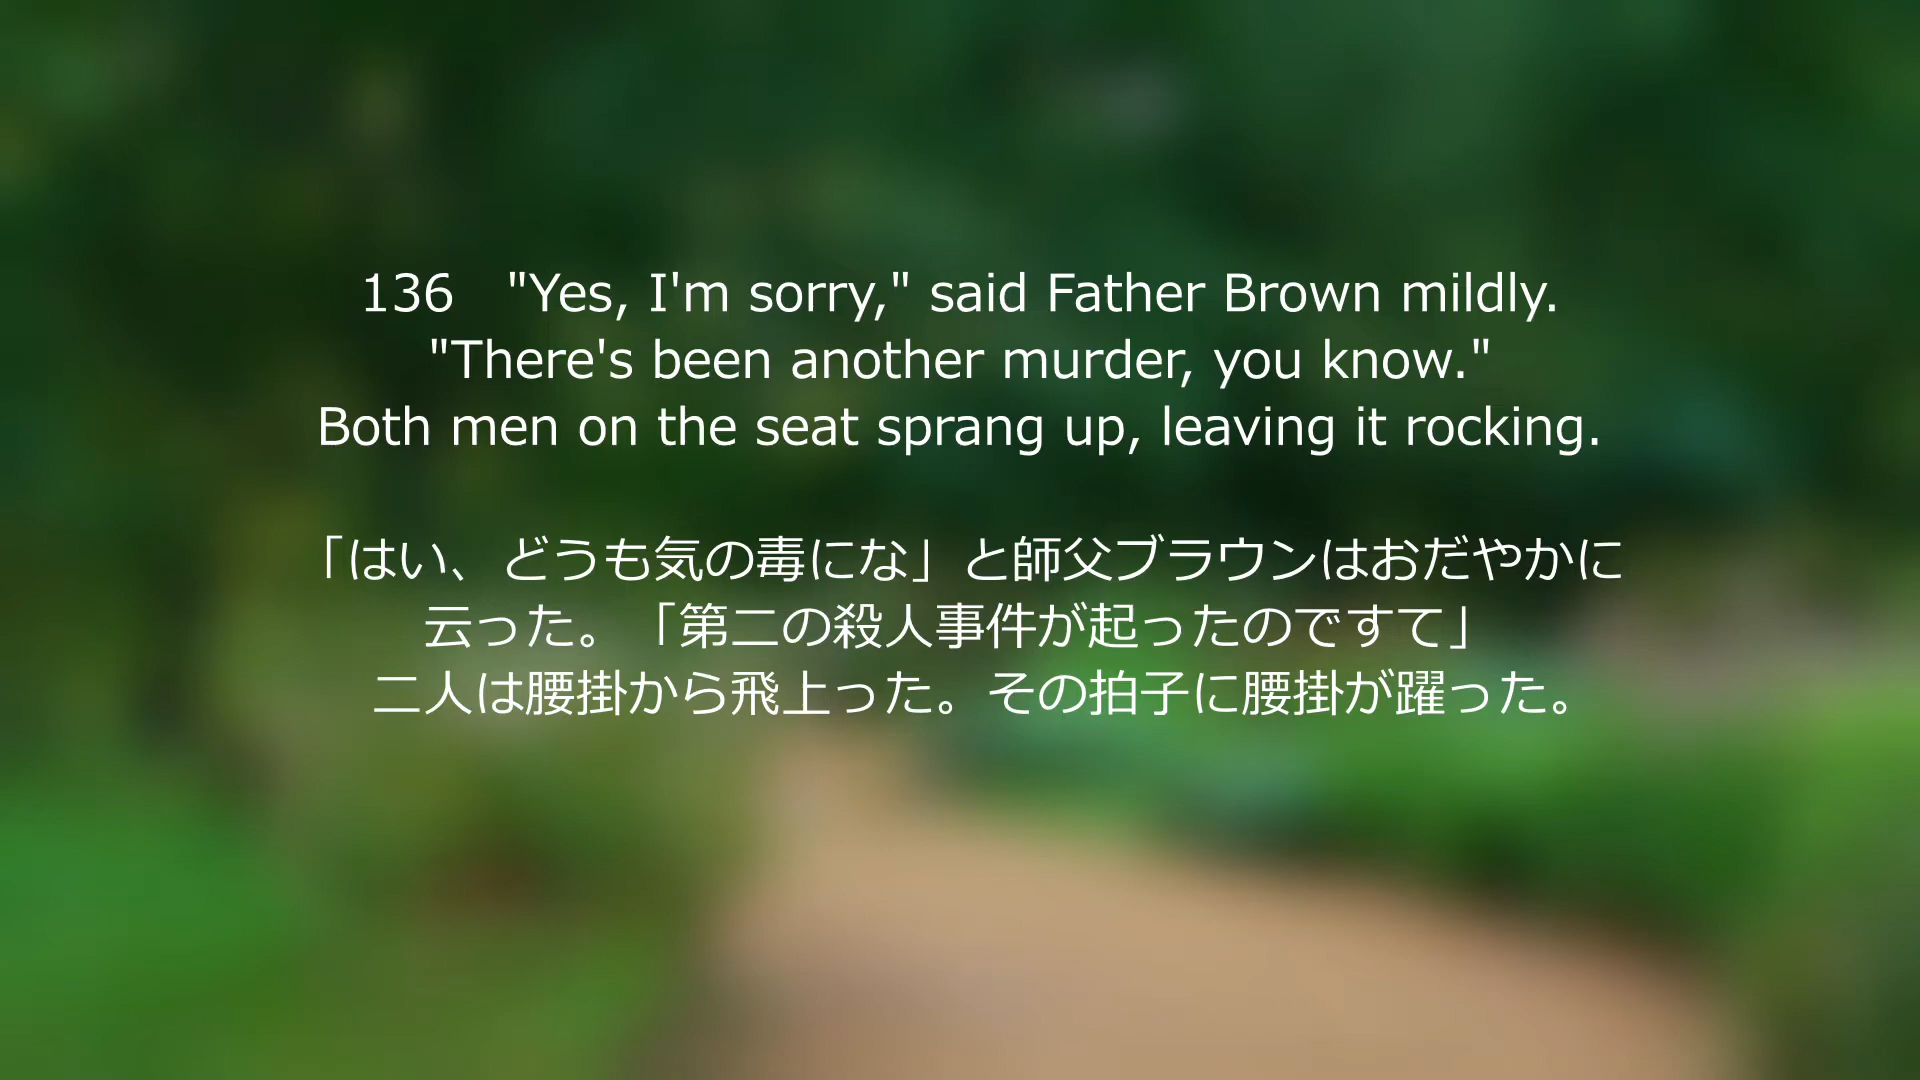 136　"Yes, I'm sorry," said Father Brown mildly.
"There's been another murder, you know."
Both men on the seat sprang up, leaving it rocking.
「はい、どうも気の毒にな」と師父ブラウンはおだやかに
云った。「第二の殺人事件が起ったのですて」
二人は腰掛から飛上った。その拍子に腰掛が躍った。